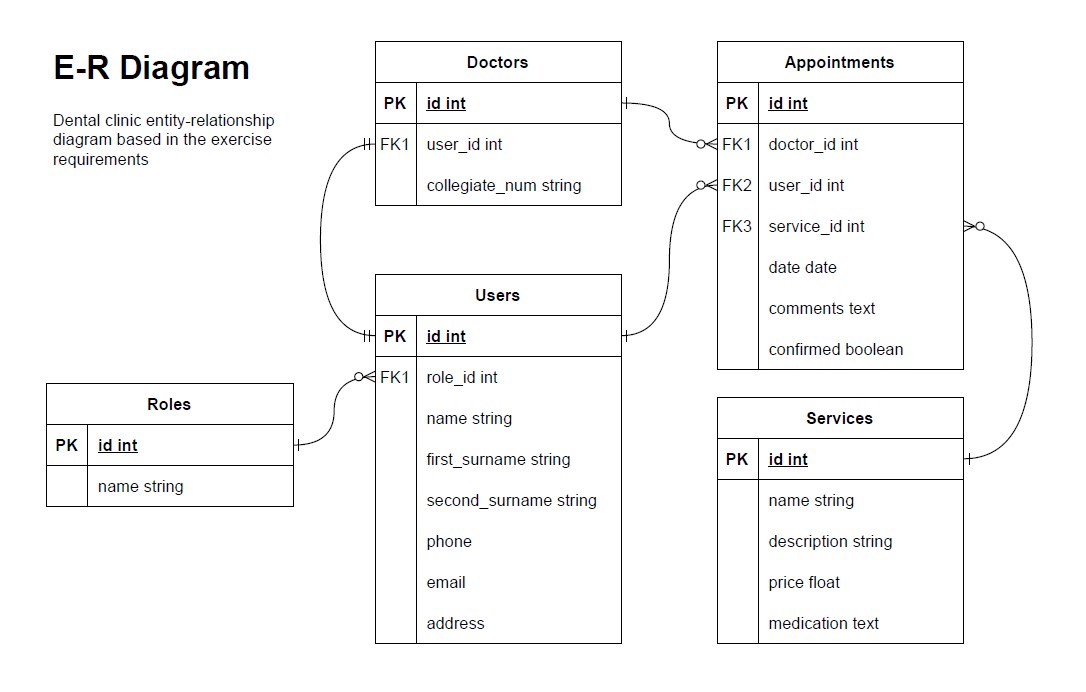 E-R Diagram
Dental clinic entity-relationship
diagram based in the exercise
requirements
Doctors
PK id int
FK1 user_id int
collegiate_num string
Appointments
PK id int
FK1 doctor_id int
FK2 user_id int
FK3 service_id int
date date
comments text
confirmed boolean
Users
PK id int
FK1 role_id int
name string
first_surname string
second_surname string
phone
email
address
Roles
PK id int
name string
Services
PK id int
name string
description string
price float
medication text